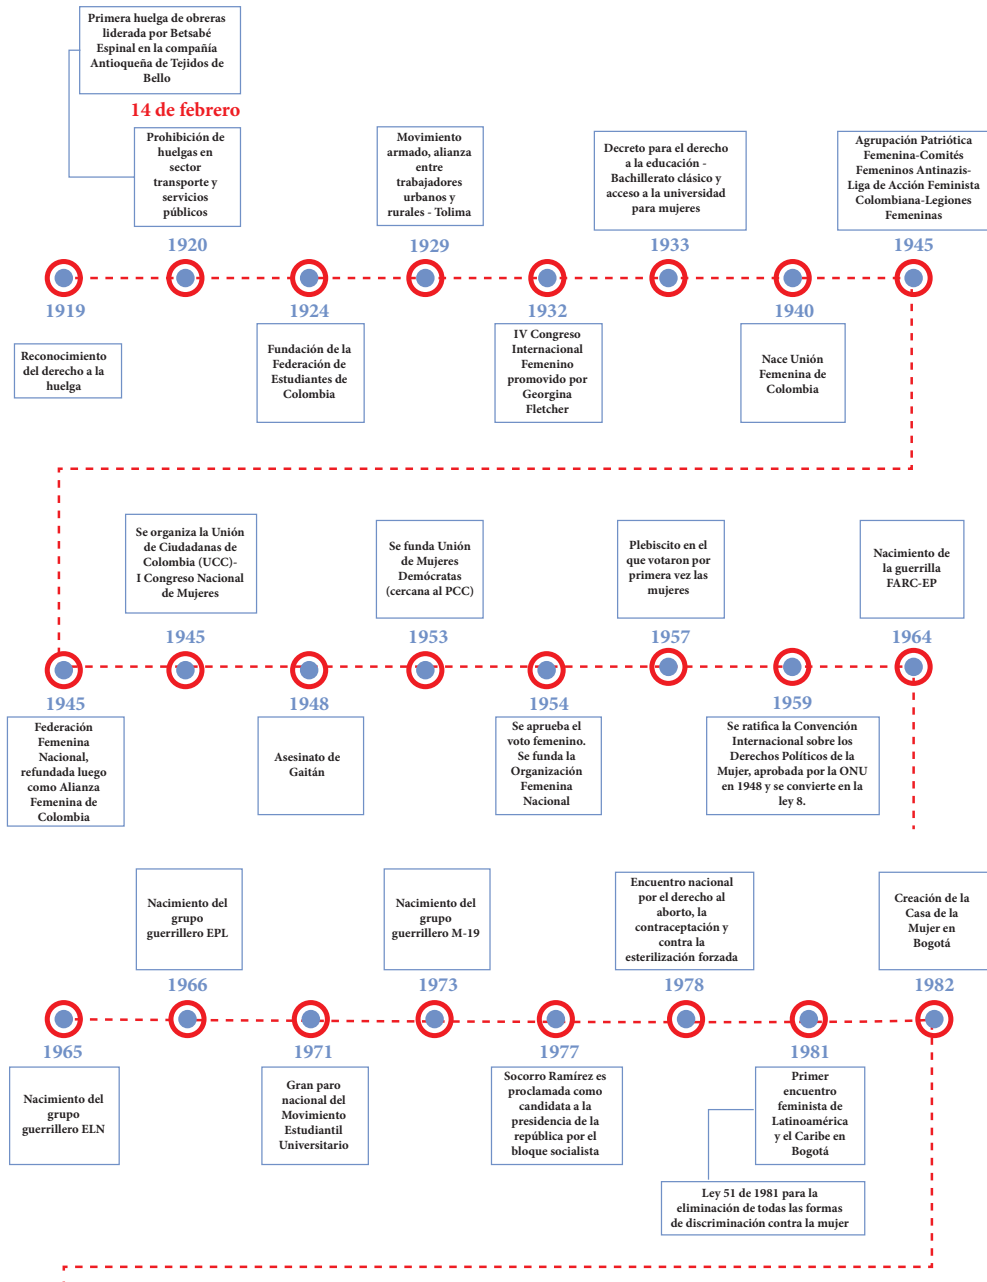 Primera huelga de obreras
liderada por Betsabé
Espinal en la compañía
Antioqueña de Tejidos de
Bello
14 de febrero
Prohibición de
huelgas en
sector
transporte y
servicios
públicos
1920
Movimiento
armado, alianza
entre
trabajadores
urbanos y
rurales - Tolima
1929
Decreto para el derecho
a la educación -
Bachillerato clásico y
acceso a la universidad
para mujeres
1933
Agrupación Patriótica
Femenina-Comités
Femeninos Antinazis-
Liga de Acción Feminista
Colombiana-Legiones
Femeninas
1945
1919
Reconocimiento
del derecho a la
huelga
1924
Fundación de la
Federación de
Estudiantes de
Colombia
1932
IV Congreso
Internacional
Femenino
promovido por
Georgina
Fletcher
1940
Nace Unión
Femenina de
Colombia
Se organiza la Unión
de Ciudadanas de
Colombia (UCC)-
I Congreso Nacional
de Mujeres
1945
Se funda Unión
de Mujeres
Demócratas
(cercana al PCC)
1953
Plebiscito en el
que votaron por
primera vez las
mujeres
1957
Nacimiento de
la guerrilla
FARC-EP
1964
1945
Federación
Femenina
Nacional,
refundada luego
como Alianza
Femenina de
Colombia
1948
Asesinato de
Gaitán
1954
Se aprueba el
voto femenino.
Se funda la
Organización
Femenina
Nacional
1959
Se ratifica la Convención
Internacional sobre los
Derechos Políticos de la
Mujer, aprobada por la ONU
en 1948 y se convierte en la
ley 8.
Nacimiento del
grupo
guerrillero EPL
1966
Nacimiento del
grupo
guerrillero M-19
1973
Encuentro nacional
por el derecho al
aborto, la
contraceptación y
contra la
esterilización forzada
1978
Creación de la
Casa de la
Mujer en
Bogotá
1982
1965
Nacimiento del
grupo
guerrillero ELN
1971
Gran paro
nacional del
Movimiento
Estudiantil
Universitario
1977
Socorro Ramírez es
proclamada como
candidata a la
presidencia de la
república por el
bloque socialista
1981
Primer
encuentro
feminista de
Latinoamérica
y el Caribe en
Bogotá
Ley 51 de 1981 para la
eliminación de todas las formas
de discriminación contra la mujer